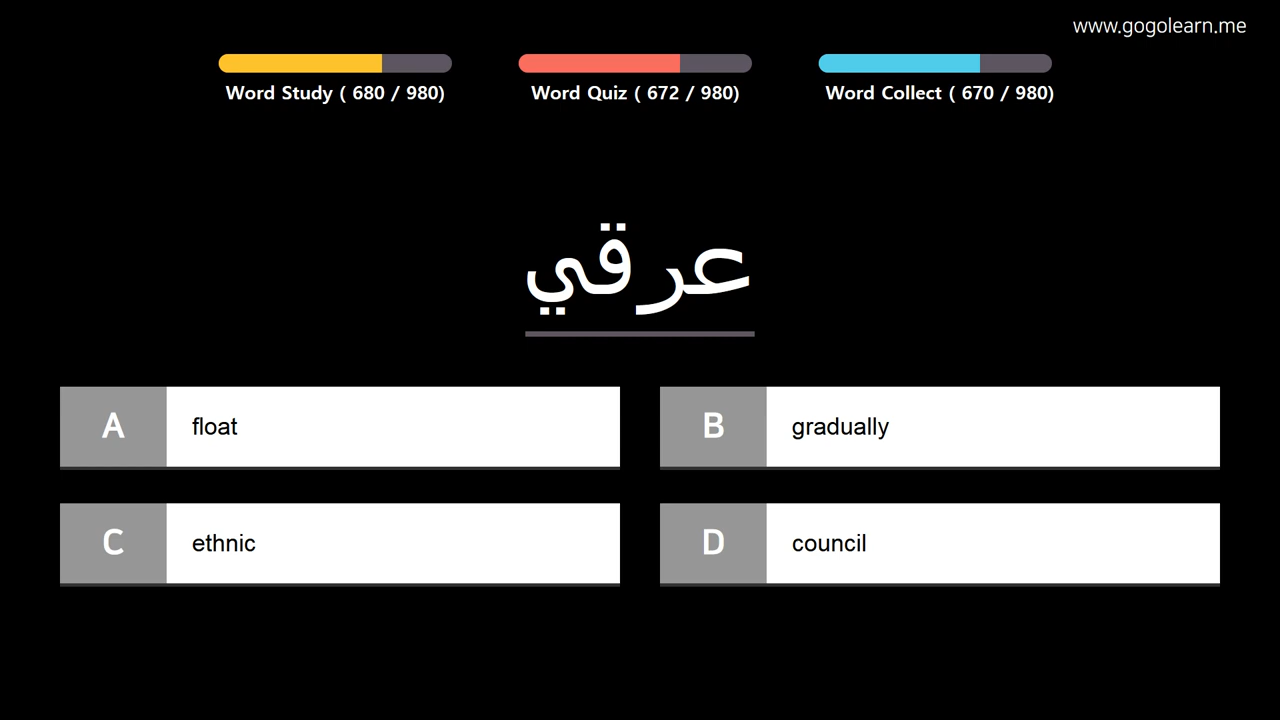 www.gogolearn.me
Word Study ( 680 / 980)
Word Quiz ( 672 / 980)
Word Collect ( 670 / 980)
عرقي
A float
B gradually
C ethnic
D council